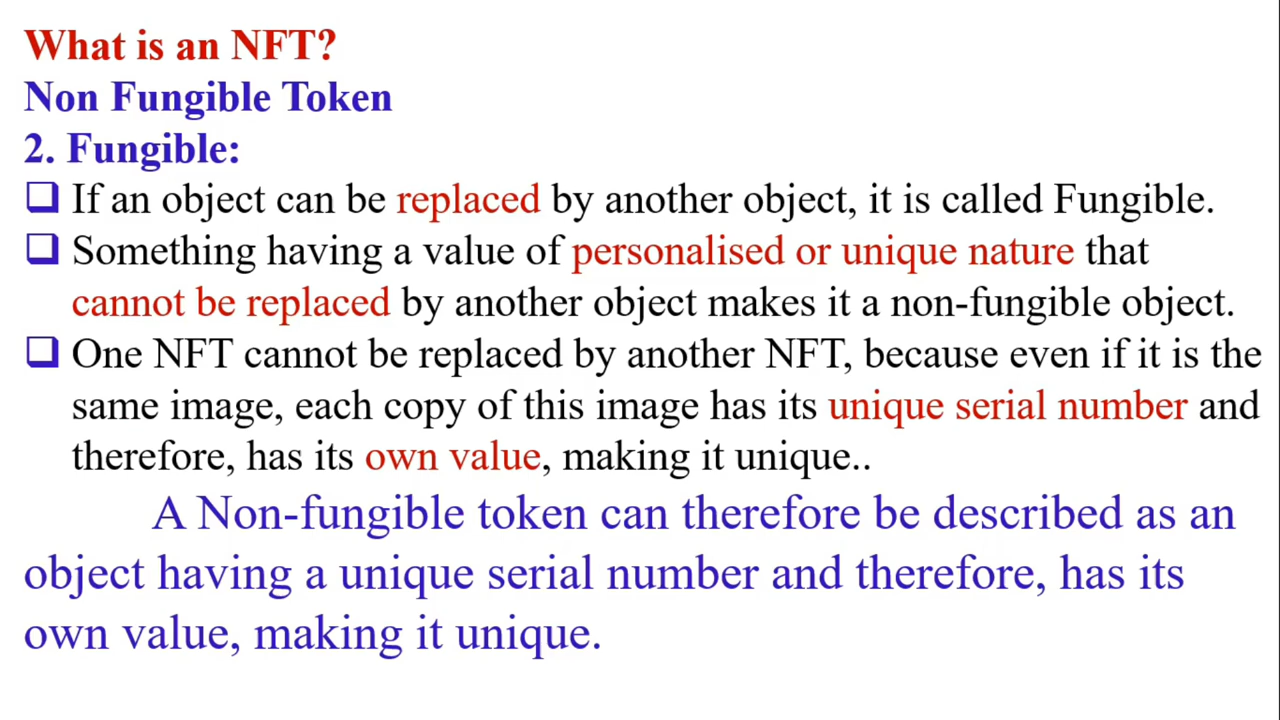 What is an NFT?
Non Fungible Token
2. Fungible:
❑ If an object can be replaced by another object, it is called Fungible.
❑ Something having a value of personalised or unique nature that
cannot be replaced by another object makes it a non-fungible object.
❑ One NFT cannot be replaced by another NFT, because even if it is the
same image, each copy of this image has its unique serial number and
therefore, has its own value, making it unique..
A Non-fungible token can therefore be described as an
object having a unique serial number and therefore, has its
own value, making it unique.